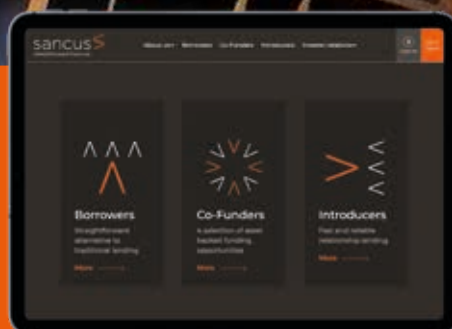 sancus
About us Borrowers Co-Funders Introducers Investor relations
Borrowers
Straightforward
alternative to
traditional lending
More
Co-Funders
A selection of asset
backed funding
opportunities
More
Introducers
Fast and reliable
relationship lending
More